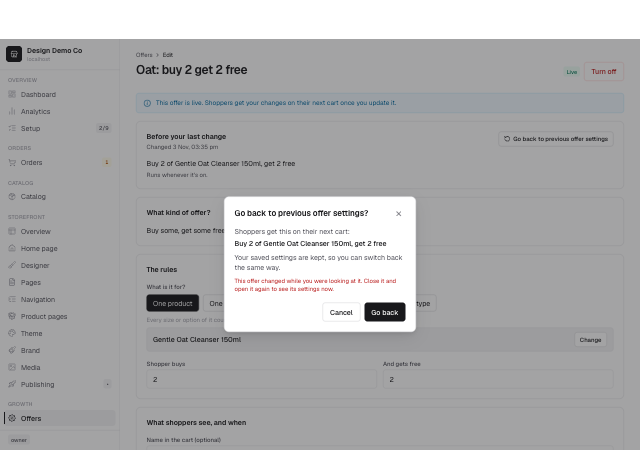 Design Demo Co
localhost
OVERVIEW
Dashboard
Analytics
Setup
2/9
ORDERS
Orders
1
CATALOG
Catalog
STOREFRONT
Overview
Home page
Designer
Pages
Navigation
Product pages
Theme
Brand
Media
Publishing
GROWTH
Offers
owner
Offers > Edit
Oat: buy 2 get 2 free
Live
Turn off
This offer is live. Shoppers get your changes on their next cart once you update it.
Before your last change
Changed 3 Nov, 03:35 pm
Go back to previous offer settings
Buy 2 of Gentle Oat Cleanser 150ml, get 2 free
Runs whenever it's on.
What kind of offer?
Buy some, get some free
Go back to previous offer settings?
Shoppers get this on their next cart:
Buy 2 of Gentle Oat Cleanser 150ml, get 2 free
Your saved settings are kept, so you can switch back
the same way.
This offer changed while you were looking at it. Close it and
open it again to see its settings now.
Cancel
Go back
The rules
What is it for?
One product
One
type
Every size or option of it
Gentle Oat Cleanser 150ml
Change
Shopper buys
2
And gets free
2
What shoppers see, and when
Name in the cart (optional)